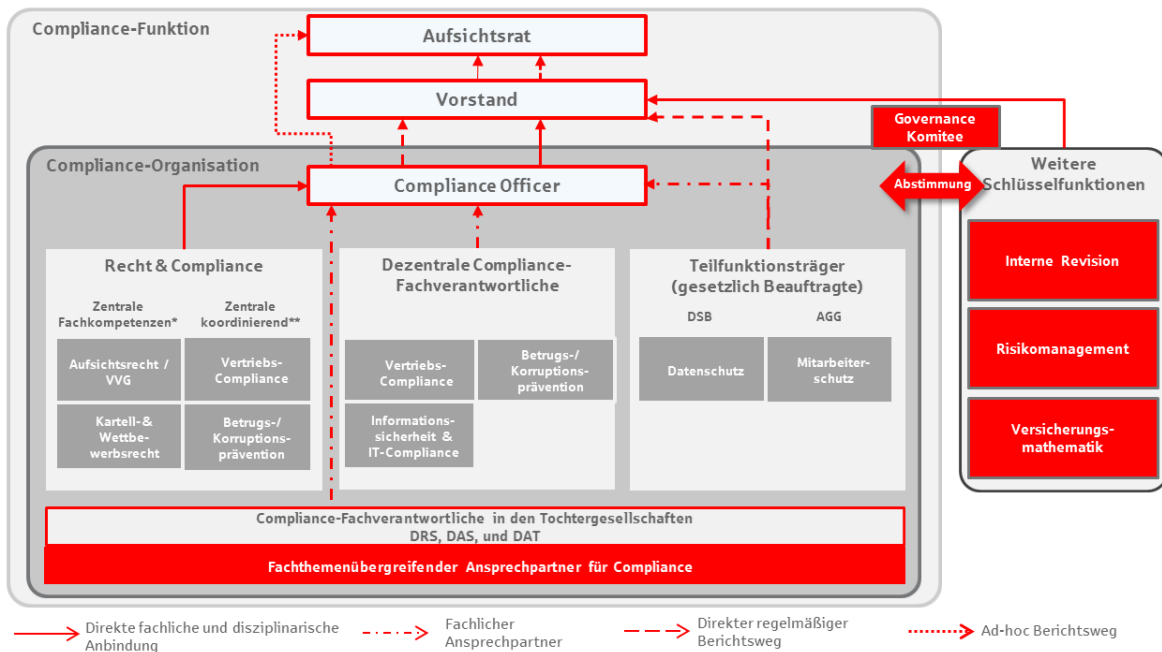 Compliance-Funktion
Aufsichtsrat
Vorstand
Governance
Komitee
Compliance-Organisation
Compliance Officer
Abstimmung
Weitere
Schlüsselfunktionen
Recht & Compliance
Zentrale
Fachkompetenzen*
Zentrale
koordinierend**
Aufsichtsrecht /
VVG
Vertriebs-
Compliance
Kartell-&
Wettbe-
werbsrecht
Betrugs-/
Korruptions-
prävention
Dezentrale Compliance-
Fachverantwortliche
Vertriebs-
Compliance
Betrugs-/
Korruptions-
prävention
Informations-
sicherheit &
IT-Compliance
Teilfunktionsträger
(gesetzlich Beauftragte)
DSB
AGG
Datenschutz
Mitarbeiter-
schutz
Interne Revision
Risikomanagement
Versicherungs-
mathematik
Compliance-Fachverantwortliche in den Tochtergesellschaften
DRS, DAS, und DAT
Fachthemenübergreifender Ansprechpartner für Compliance
Direkte fachliche und disziplinarische
Anbindung
Fachlicher
Ansprechpartner
Direkter regelmäßiger
Berichtsweg
Ad-hoc Berichtsweg